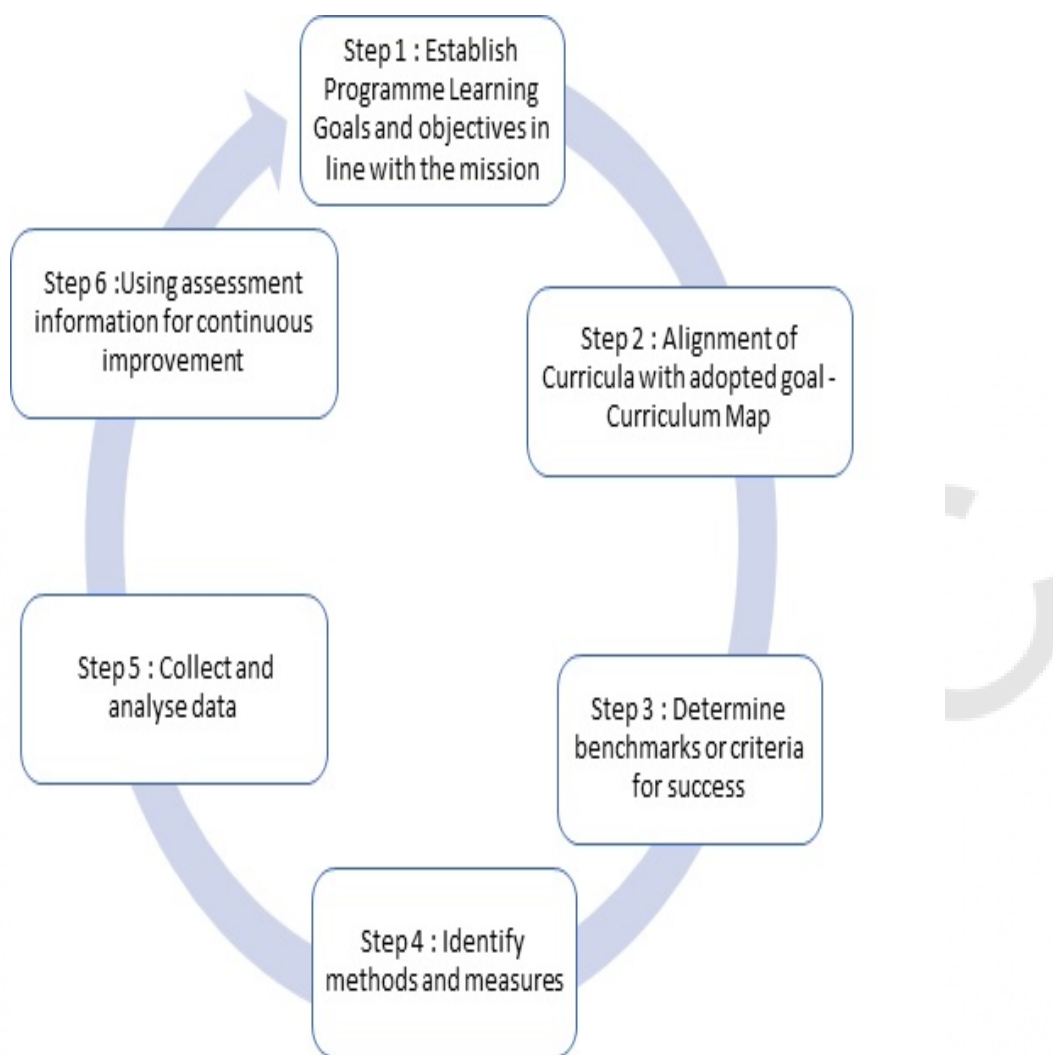 Step 1 : Establish
Programme Learning
Goals and objectives in
line with the mission
Step 2 : Alignment of
Curricula with adopted goal -
Curriculum Map
Step 3 : Determine
benchmarks or criteria
for success
Step 4 : Identify
methods and measures
Step 5 : Collect and
analyse data
Step 6 :Using assessment
information for continuous
improvement